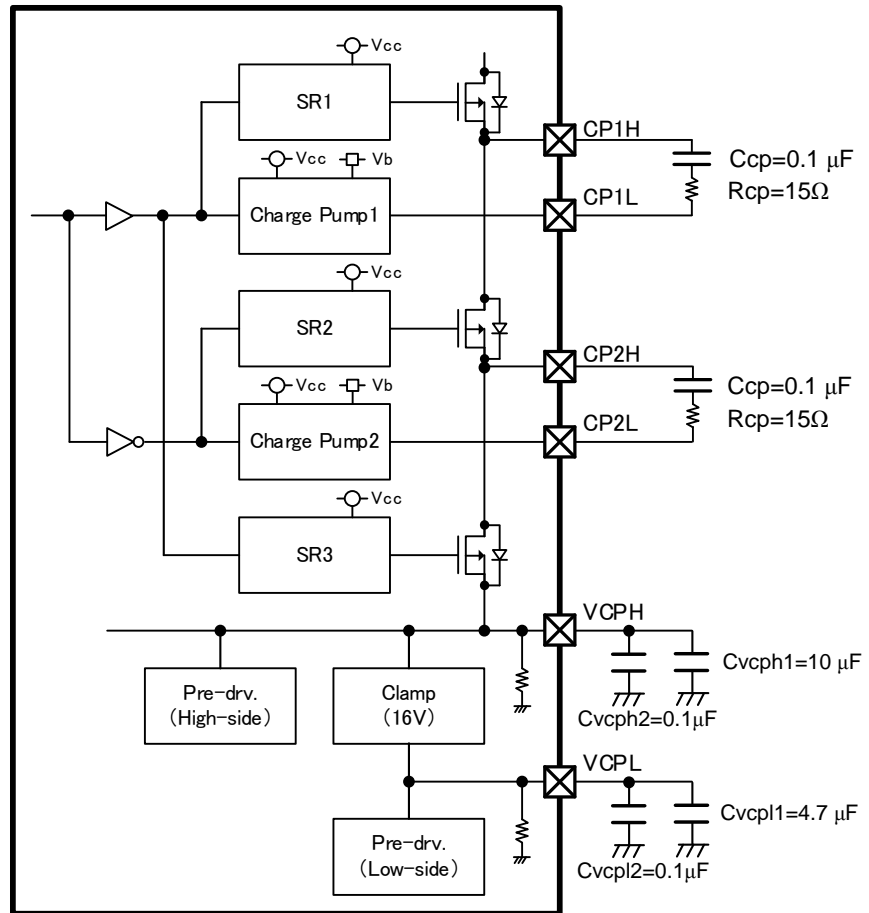 Vcc
SR1
CP1H
Ccp=0.1 μF
Rcp=15Ω
Vcc
Vb
Charge Pump1
CP1L
Vcc
SR2
CP2H
Ccp=0.1 μF
Rcp=15Ω
Vcc
Vb
Charge Pump2
CP2L
Vcc
SR3
VCPH
Cvcph1=10 μF
Pre-drv.
(High-side)
Clamp
(16V)
Cvcph2=0.1μF
VCPL
Cvcpl1=4.7 μF
Pre-drv.
(Low-side)
Cvcpl2=0.1μF